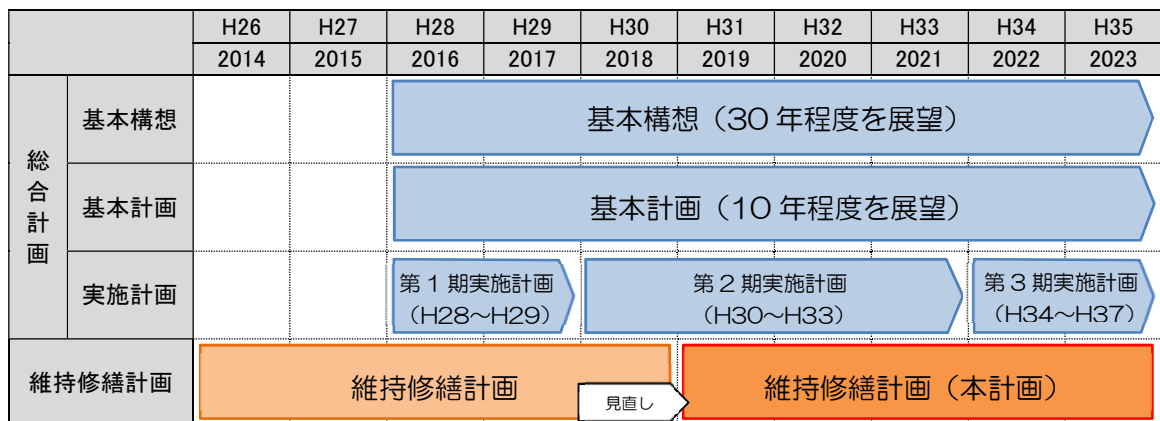 H26 H27 H28 H29 H30 H31 H32 H33 H34 H35
2014 2015 2016 2017 2018 2019 2020 2021 2022 2023
総合計画
基本構想
基本構想（30 年程度を展望）
基本計画
基本計画（10 年程度を展望）
実施計画
第 1 期実施計画
（H28～H29）
第 2 期実施計画
（H30～H33）
第 3 期実施計画
（H34～H37）
維持修繕計画
維持修繕計画
見直し
維持修繕計画（本計画）